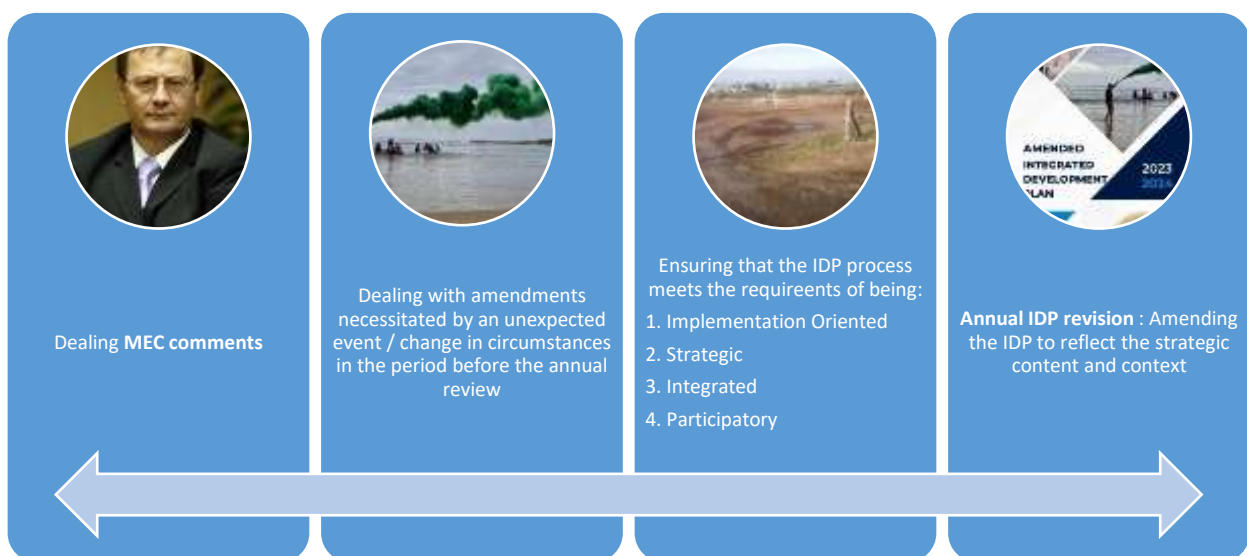 Dealing MEC comments
Dealing with amendments
necessitated by an unexpected
event / change in circumstances
in the period before the annual
review
Ensuring that the IDP process
meets the requireents of being:
1. Implementation Oriented
2. Strategic
3. Integrated
4. Participatory
AMENDED
INTEGRATED
DEVELOPMENT
PLAN
2023
2024
Annual IDP revision : Amending
the IDP to reflect the strategic
content and context